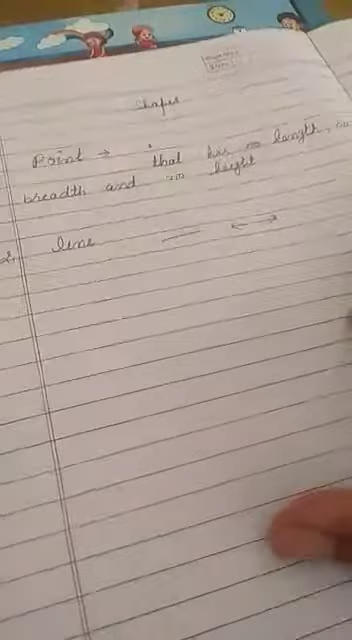 Shapes
Point → . that has no length, no
breadth and no height
2. line